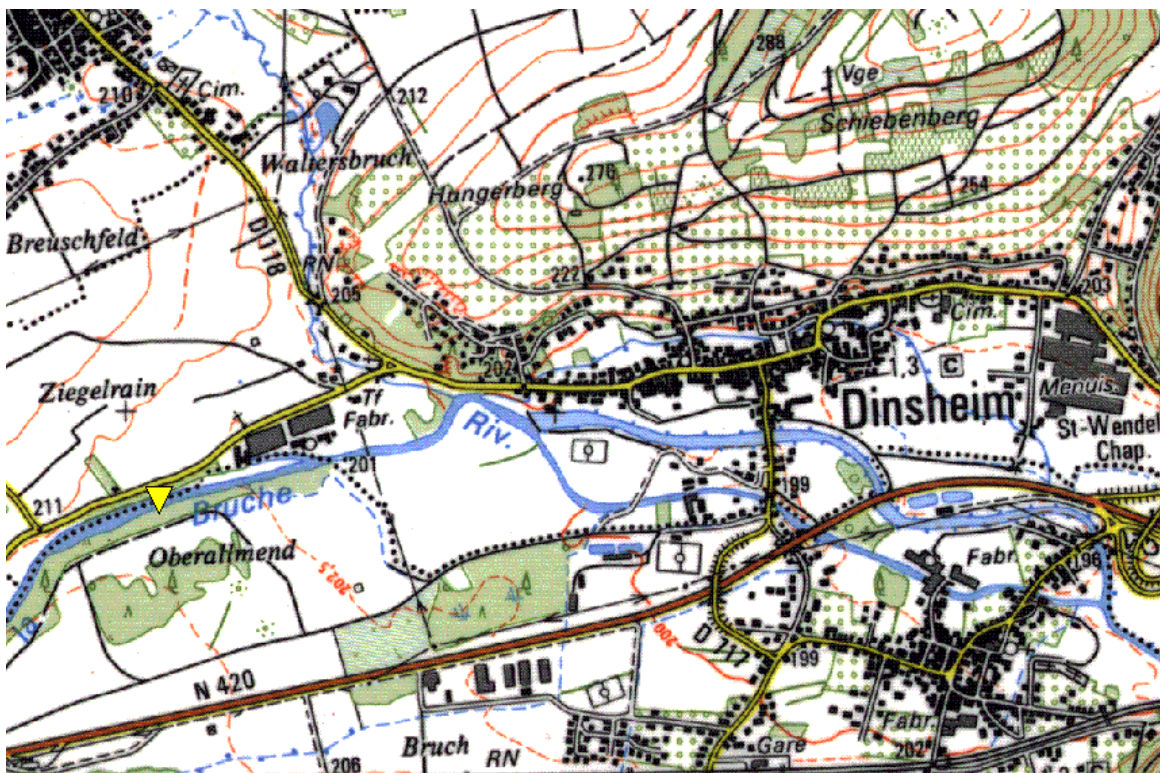 288
Vge
Cim.
210
212
Schiebenberg
Waltersbruch
276
Hungerberg
254
D 118
Breuschfeld
RN
222
203
205
Cim.
202
1.3
C
Menuis.
Ziegelrain
Tf
Fabr.
Dinsheim
Riv.
St-Wendel
Chap.
201
199
211
Bruche
Oberallmend
Fabr.
196
202,5
la
200
D 717
199
N 420
Fabr.
Bruch
RN
Gare
202
206